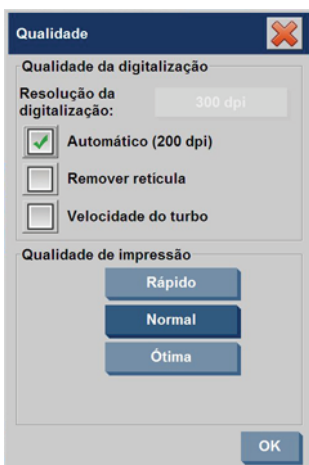 Qualidade
Qualidade da digitalização
Resolução da
digitalização:
300 dpi
Automático (200 dpi)
Remover retícula
Velocidade do turbo
Qualidade de impressão
Rápido
Normal
Ótima
OK